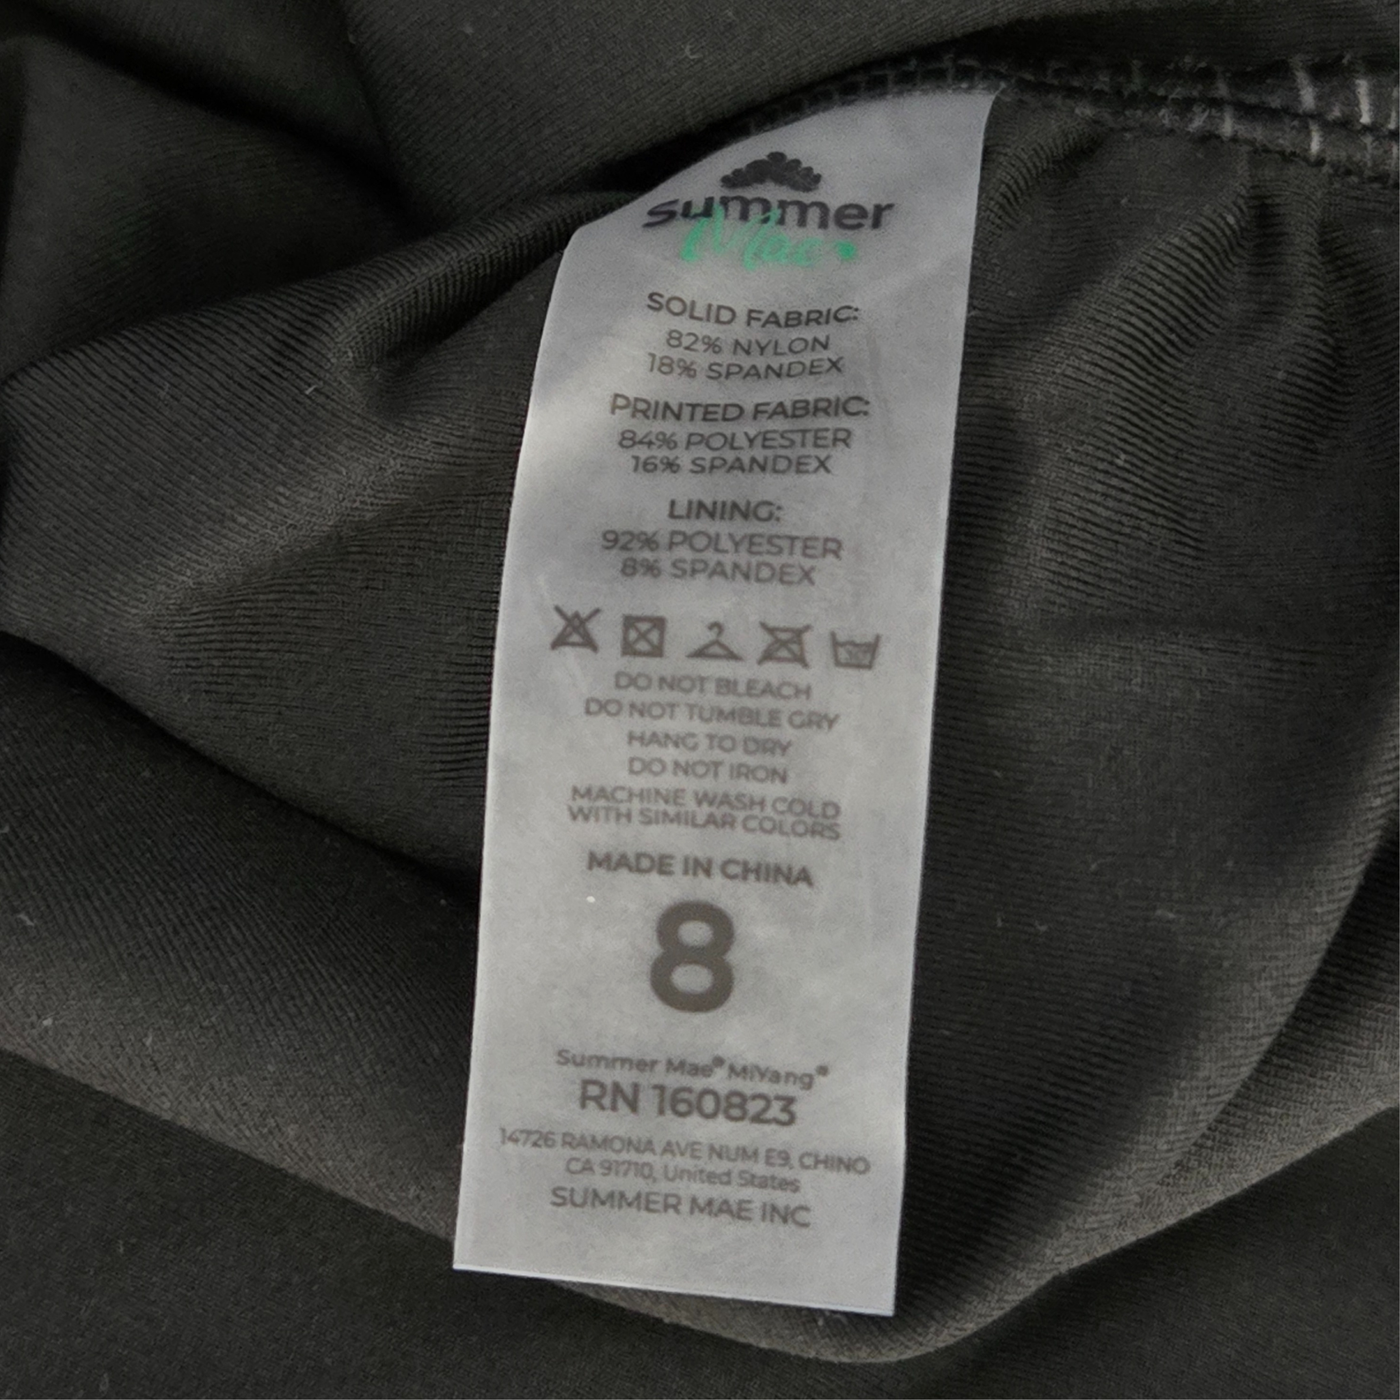 summer
Mae
SOLID FABRIC:
82% NYLON
18% SPANDEX
PRINTED FABRIC:
84% POLYESTER
16% SPANDEX
LINING:
92% POLYESTER
8% SPANDEX
DO NOT BLEACH
DO NOT TUMBLE GRY
HANG TO DRY
DO NOT IRON
MACHINE WASH COLD
WITH SIMILAR COLORS
MADE IN CHINA
8
Summer Mae® MiYang®
RN 160823
14726 RAMONA AVE NUM E9, CHINO
CA 91710, United States
SUMMER MAE INC